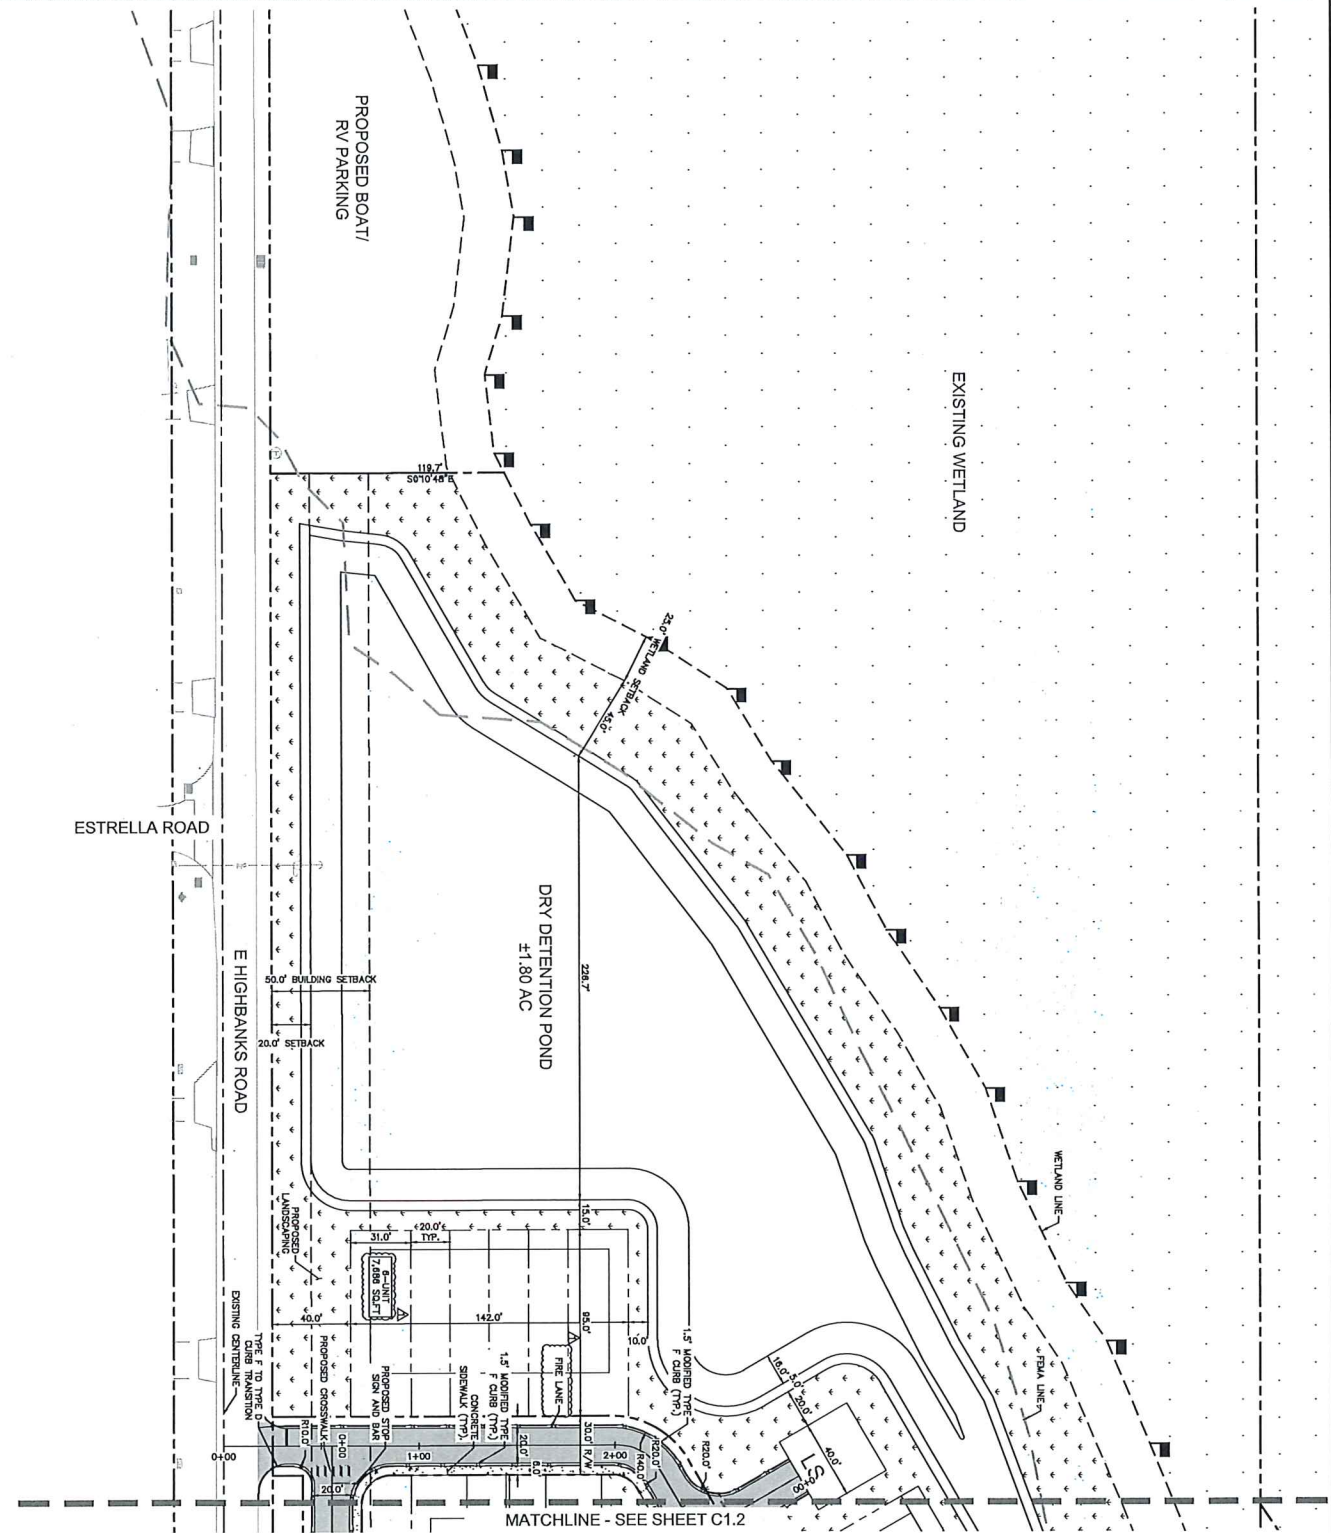 PROPOSED BOAT/
RV PARKING
EXISTING WETLAND
119.7'
S0°10'48"E
25.0' WETLAND SETBACK
45.0'
ESTRELLA ROAD
E HIGHBANKS ROAD
DRY DETENTION POND
±1.80 AC
226.7'
50.0' BUILDING SETBACK
20.0' SETBACK
WETLAND LINE
FEMA LINE
PROPOSED
LANDSCAPING
15.0'
20.0'
TYP.
31.0'
6-UNIT
7,688 SQ.FT
40.0'
142.0'
95.0'
10.0'
1.5' MODIFIED TYPE
F CURB (TYP.)
FIRE LANE
16.0'
5.0'
20.0'
40.0'
LS
EXISTING CENTERLINE
TYPE F TO TYPE D
CURB TRANSITION
PROPOSED CROSSWALK
PROPOSED STOP
SIGN AND BAR
CONCRETE
SIDEWALK (TYP.)
1.5' MODIFIED TYPE
F CURB (TYP.)
R10.0'
0+00
0+00
1+00
2+00
20.0'
20.0'
6.0'
30.0' R/W
R40.0'
R20.0'
R20.0'
0+00
MATCHLINE - SEE SHEET C1.2